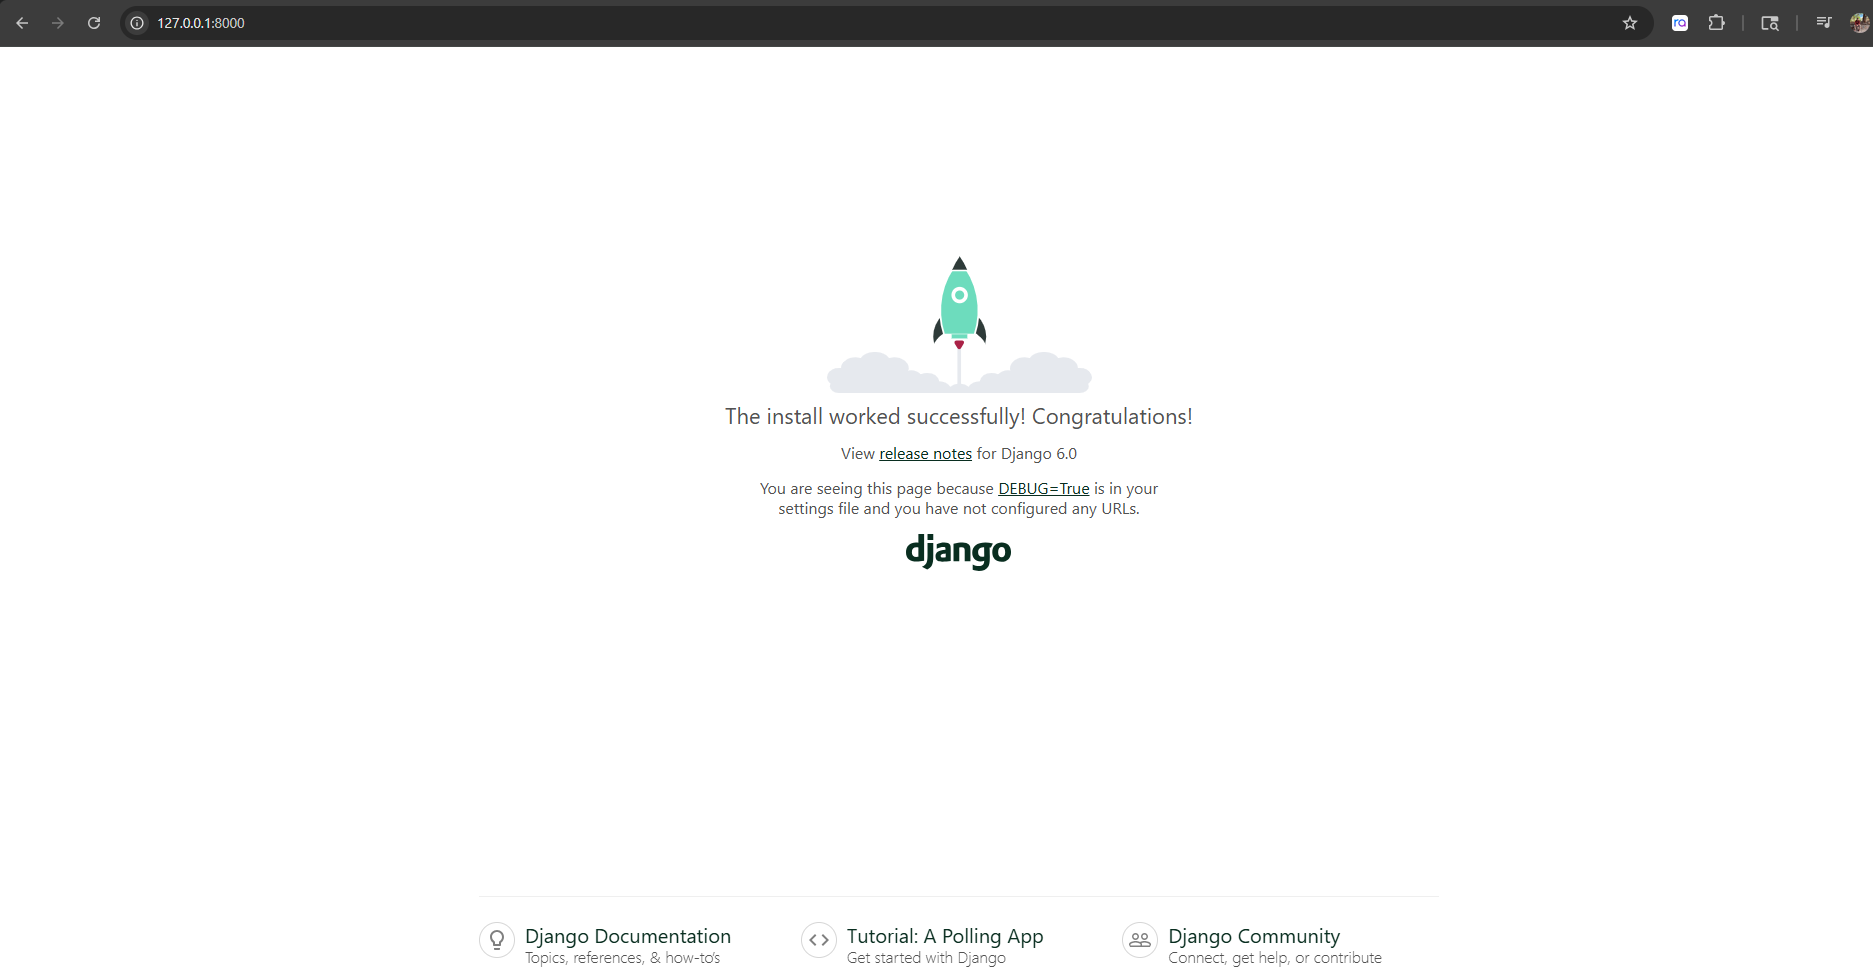 127.0.0.1:8000
ra
The install worked successfully! Congratulations!
View release notes for Django 6.0
You are seeing this page because DEBUG=True is in your
settings file and you have not configured any URLs.
django
Django Documentation
Topics, references, & how-to's
Tutorial: A Polling App
Get started with Django
Django Community
Connect, get help, or contribute